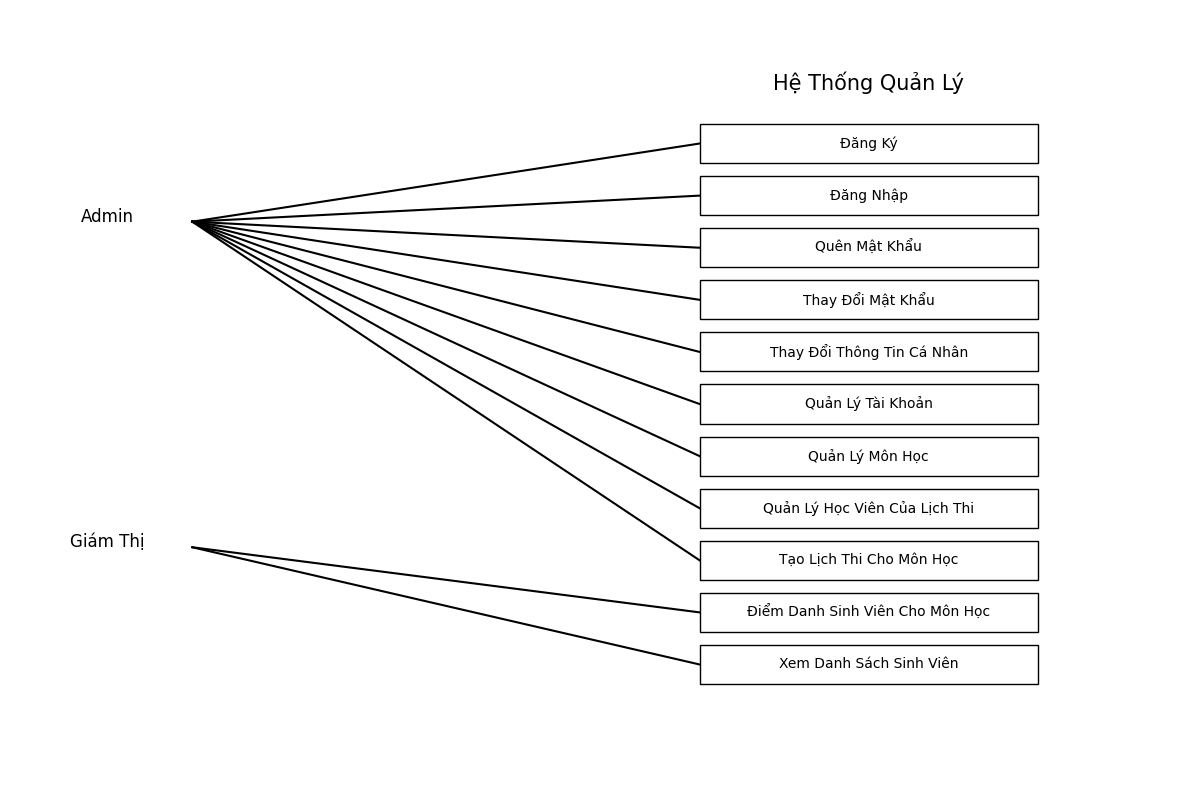 Hệ Thống Quản Lý
Đăng Ký
Đăng Nhập
Admin
Quên Mật Khẩu
Thay Đổi Mật Khẩu
Thay Đổi Thông Tin Cá Nhân
Quản Lý Tài Khoản
Quản Lý Môn Học
Quản Lý Học Viên Của Lịch Thi
Giám Thị
Tạo Lịch Thi Cho Môn Học
Điểm Danh Sinh Viên Cho Môn Học
Xem Danh Sách Sinh Viên